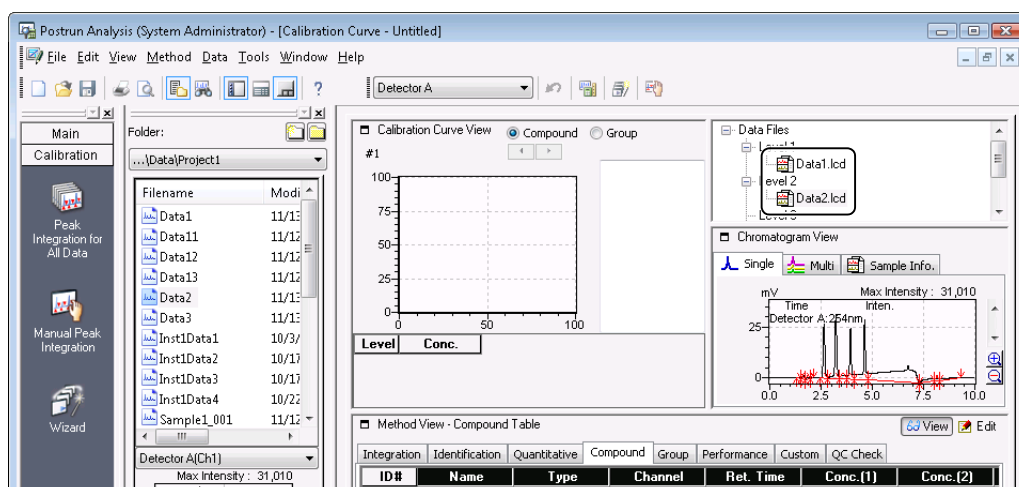 Postrun Analysis (System Administrator) - [Calibration Curve - Untitled]
File Edit View Method Data Tools Window Help
Detector A
Main
Calibration
Peak
Integration for
All Data
Manual Peak
Integration
Wizard
Folder:
...\Data\Project1
Filename Modi
Data1 11/13
Data11 11/12
Data12 11/12
Data13 11/12
Data2 11/13
Data3 11/13
Inst1Data1 10/3/
Inst1Data2 10/17
Inst1Data3 10/17
Inst1Data4 10/22
Sample1_001 11/12
Detector A(Ch1)
Max Intensity : 31,010
Calibration Curve View Compound Group
#1
100
75
50
25
0
0 50 100
Level Conc.
Data Files
Level 1
Data1.lcd
Level 2
Data2.lcd
Level 3
Chromatogram View
Single Multi Sample Info.
mV Max Intensity : 31,010
Time Inten.
Detector A:254nm
25
0
0.0 2.5 5.0 7.5 10.0
Method View - Compound Table View Edit
Integration Identification Quantitative Compound Group Performance Custom QC Check
ID# Name Type Channel Ret. Time Conc.(1) Conc.(2)